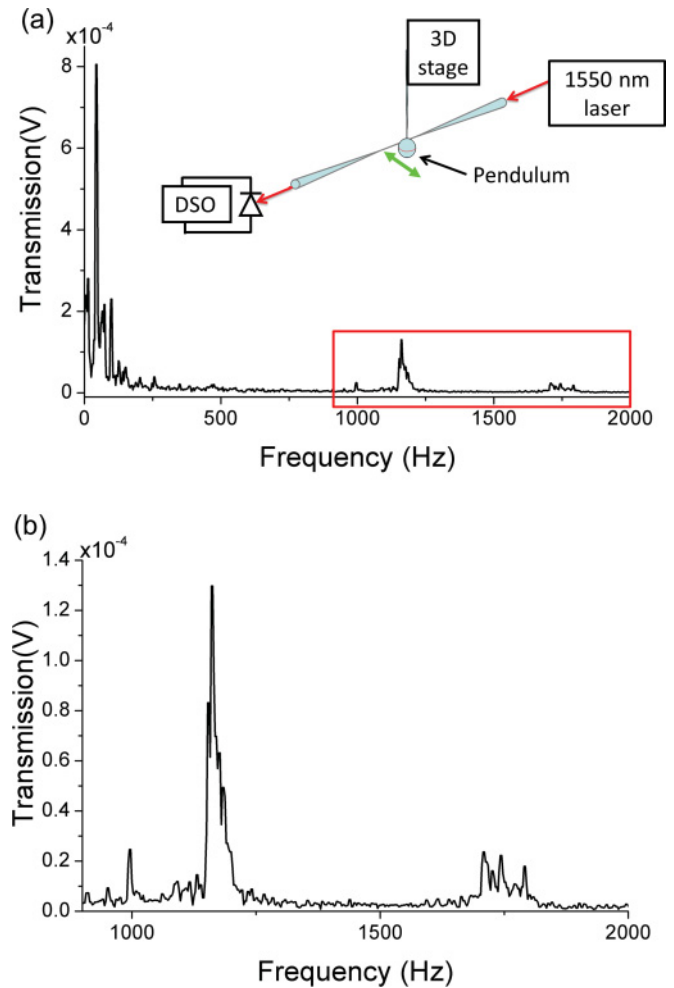 (a)
x10⁻⁴
8
6
4
2
0
Transmission(V)
3D
stage
1550 nm
laser
Pendulum
DSO
0 500 1000 1500 2000
Frequency (Hz)
(b)
x10⁻⁴
1.4
1.2
1.0
0.8
0.6
0.4
0.2
0.0
Transmission(V)
1000 1500 2000
Frequency (Hz)